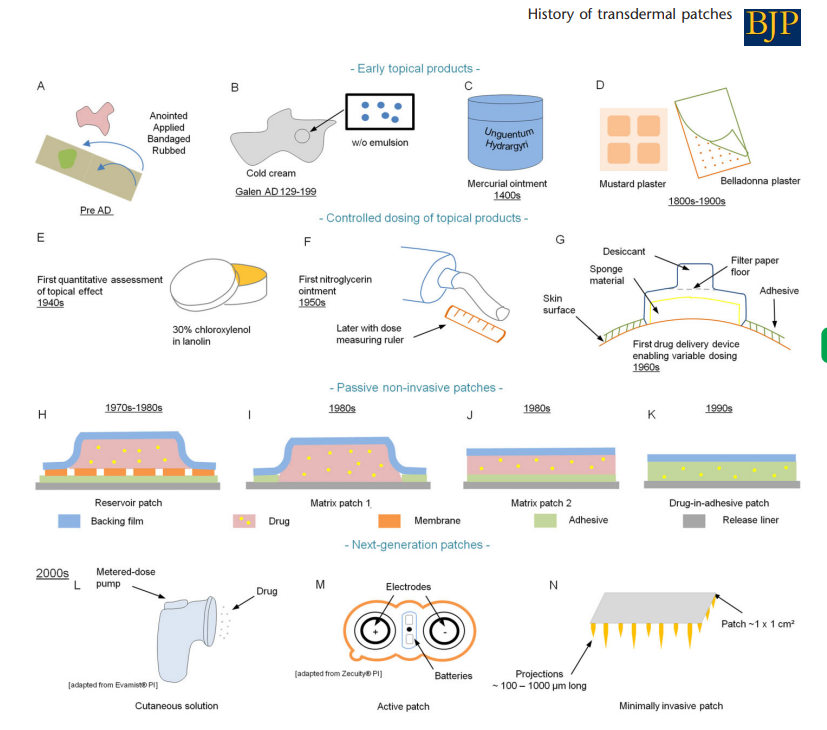 History of transdermal patches
BJP
- Early topical products -
A
Anointed
Applied
Bandaged
Rubbed
Pre AD
B
w/o emulsion
Cold cream
Galen AD 129-199
C
Unguentum
Hydrargyri
Mercurial ointment
1400s
D
Mustard plaster
Belladonna plaster
1800s-1900s
- Controlled dosing of topical products -
E
First quantitative assessment
of topical effect
1940s
30% chloroxylenol
in lanolin
F
First nitroglycerin
ointment
1950s
Later with dose
measuring ruler
G
Desiccant
Sponge
material
Filter paper
floor
Adhesive
Skin
surface
First drug delivery device
enabling variable dosing
1960s
- Passive non-invasive patches -
H
1970s-1980s
Reservoir patch
I
1980s
Matrix patch 1
J
1980s
Matrix patch 2
K
1990s
Drug-in-adhesive patch
Backing film
Drug
Membrane
Adhesive
Release liner
- Next-generation patches -
2000s
L
Metered-dose
pump
Drug
[adapted from Evamist® PI]
Cutaneous solution
M
Electrodes
+
-
[adapted from Zecuity® PI]
Batteries
Active patch
N
Patch ~1 x 1 cm²
Projections
~ 100 – 1000 µm long
Minimally invasive patch